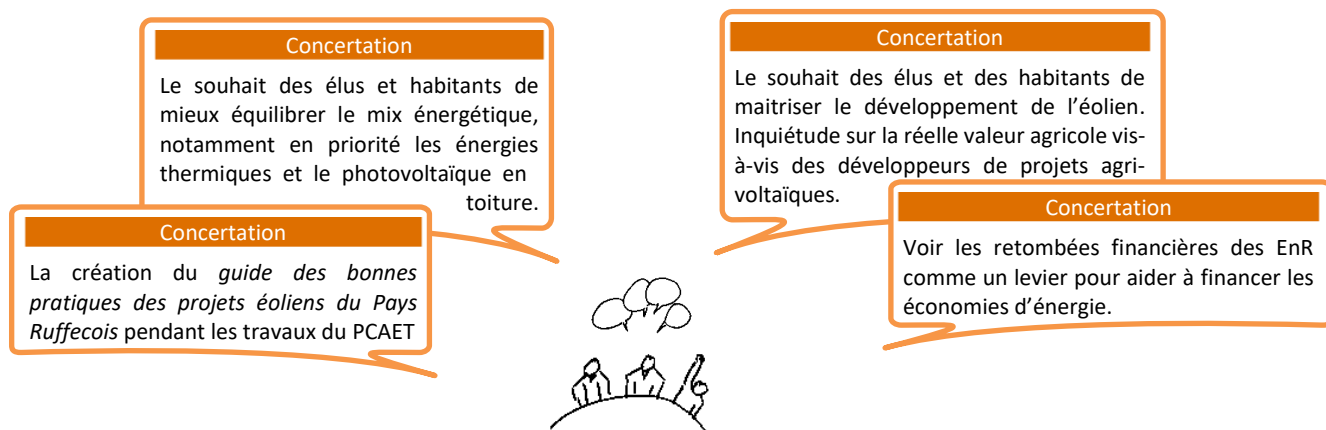 Concertation
Le souhait des élus et habitants de
mieux équilibrer le mix énergétique,
notamment en priorité les énergies
thermiques et le photovoltaïque en
toiture.
Concertation
La création du guide des bonnes
pratiques des projets éoliens du Pays
Ruffecois pendant les travaux du PCAET
Concertation
Le souhait des élus et des habitants de
maitriser le développement de l’éolien.
Inquiétude sur la réelle valeur agricole vis-
à-vis des développeurs de projets agri-
voltaïques.
Concertation
Voir les retombées financières des EnR
comme un levier pour aider à financer les
économies d’énergie.